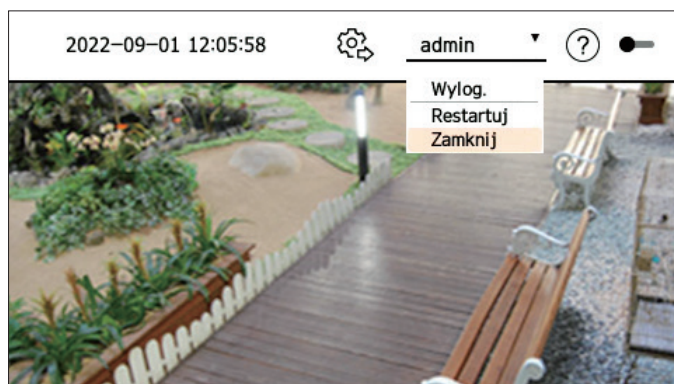 2022-09-01 12:05:58 admin ▼ ?
Wylog.
Restartuj
Zamknij